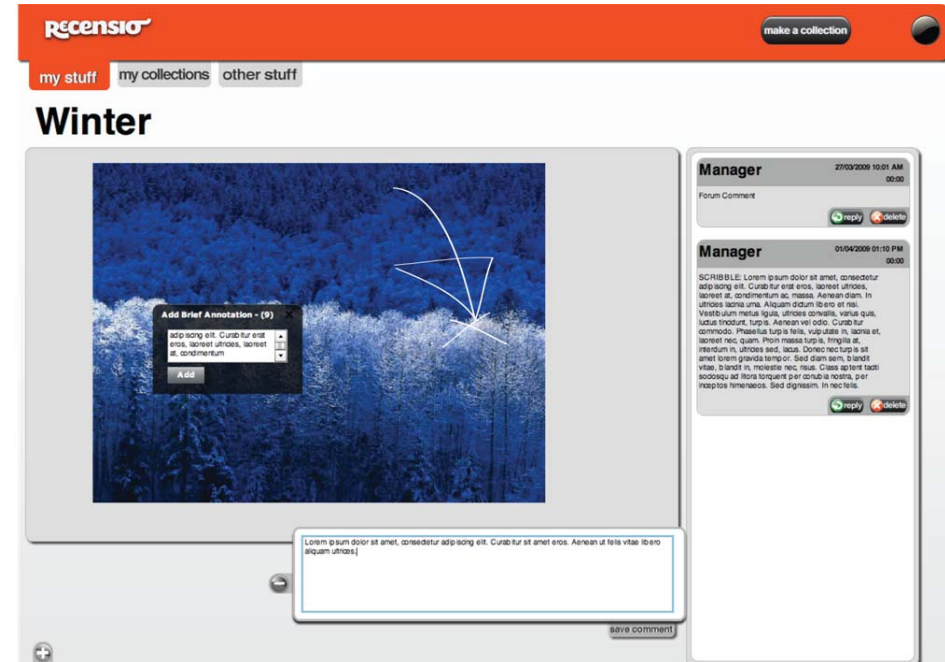 Recensio
make a collection
my stuff
my collections
other stuff
Winter
Add Brief Annotation - (9)
adipiscing elit. Curabitur erat
eros, laoreet ultricies, laoreet
at, condimentum
Add
Manager
27/03/2009 10:01 AM
00:00
Forum Comment
reply
delete
Manager
01/04/2009 01:10 PM
00:00
SCRIBBLE: Lorem ipsum dolor sit amet, consectetur
adipiscing elit. Curabitur erat eros, laoreet ultricies,
laoreet at, condimentum ac, massa. Aenean diam. In
ultricies lacinia urna. Aliquam dictum libero et nisi.
Vestibulum metus ligula, ultricies convallis, varius quis,
luctus tincidunt, turpis. Aenean vel odio. Curabitur
commodo. Phasellus turpis felis, vulputate in, lacinia et,
laoreet nec, quam. Proin massa turpis, fringilla at,
interdum in, ultricies sed, lacus. Donec nec turpis sit
amet lorem gravida tempor. Sed diam sem, blandit
vitae, blandit in, molestie nec, risus. Class aptent taciti
sodosqu ad litora torquent per conubia nostra, per
inceptos himenaeos. Sed dignissim. In nec felis.
reply
delete
Lorem ipsum dolor sit amet, consectetur adipiscing elit. Curabitur sit amet eros. Aenean ut felis vitae libero
aliquam ultrices.
save comment